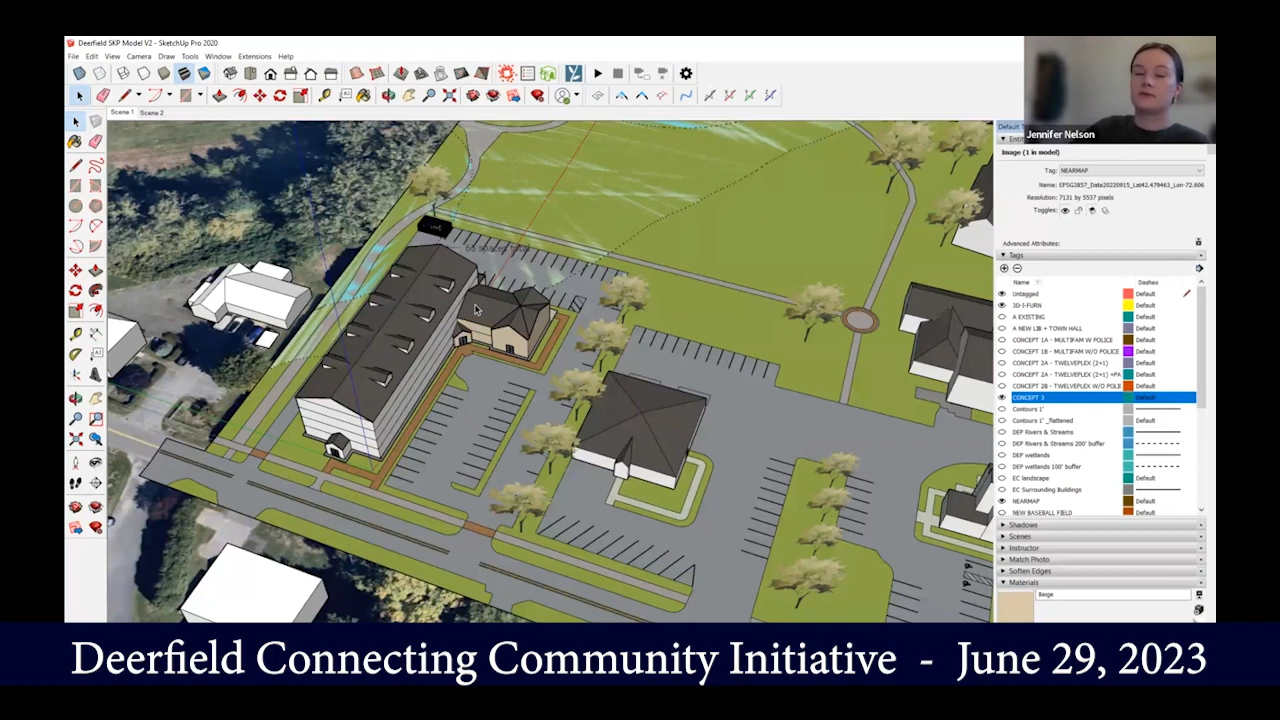 Deerfield SKP Model V2 - SketchUp Pro 2020
File Edit View Camera Draw Tools Window Extensions Help
Scene 1 Scene 2
Jennifer Nelson
Image (1 in model)
Tag: NEARMAP
Name: EPSG3857_Date20220915_Lat42.479463_Lon-72.606
Resolution: 7131 by 5537 pixels
Toggles:
Advanced Attributes:
Tags
Name Dashes
Untagged Default
3D-I-FURN Default
A EXISTING Default
A NEW LIB + TOWN HALL Default
CONCEPT 1A - MULTIFAM W POLICE Default
CONCEPT 1B - MULTIFAM W/O POLICE Default
CONCEPT 2A - TWELVEPLEX (2+1) Default
CONCEPT 2A - TWELVEPLEX (2+1) +PA Default
CONCEPT 2B - TWELVEPLEX W/O POLI Default
CONCEPT 3 Default
Contours 1'
Contours 1' _flattened Default
DEP Rivers & Streams
DEP Rivers & Streams 200' buffer
DEP wetlands
DEP wetlands 100' buffer
EC landscape Default
EC Surrounding Buildings
NEARMAP Default
NEW BASEBALL FIELD Default
Shadows
Scenes
Instructor
Match Photo
Soften Edges
Materials
Beige
Deerfield Connecting Community Initiative - June 29, 2023